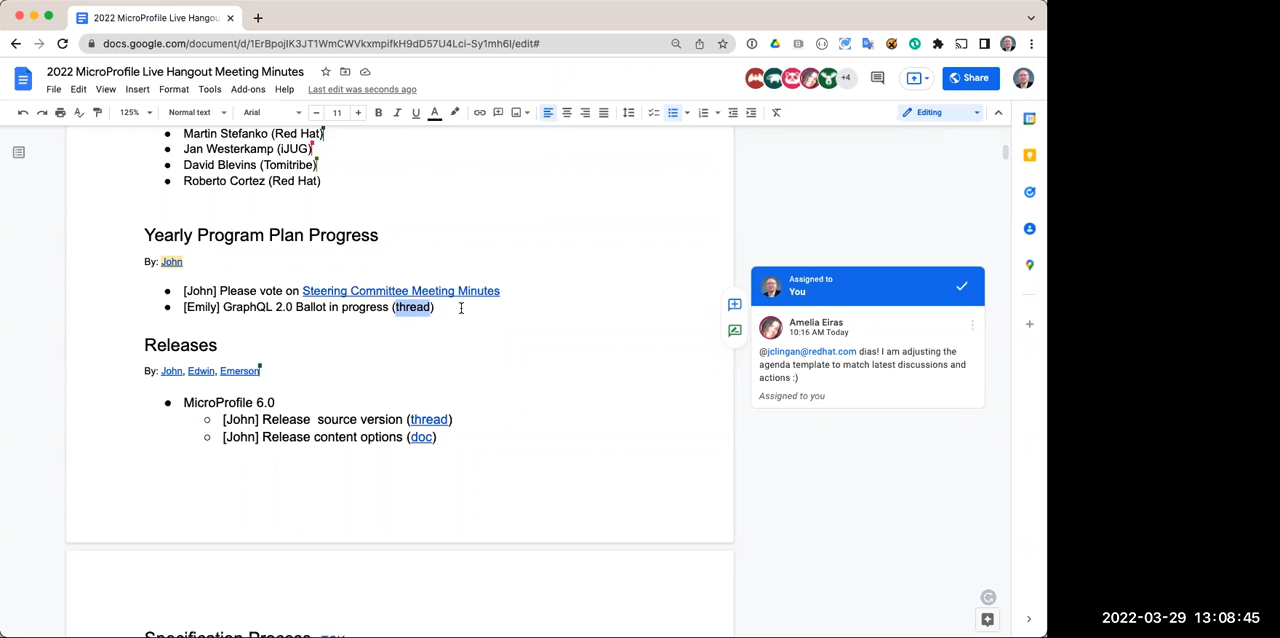 2022 MicroProfile Live Hangou
docs.google.com/document/d/1ErBpojIK3JT1WmCWVkxmpifkH9dD57U4Lci-Sy1mh6I/edit#
2022 MicroProfile Live Hangout Meeting Minutes
+4
Share
File Edit View Insert Format Tools Add-ons Help Last edit was seconds ago
125% Normal text Arial 11 B I U A Editing
Martin Stefanko (Red Hat)
Jan Westerkamp (iJUG)
David Blevins (Tomitribe)
Roberto Cortez (Red Hat)
Yearly Program Plan Progress
By: John
[John] Please vote on Steering Committee Meeting Minutes
[Emily] GraphQL 2.0 Ballot in progress (thread)
Assigned to
You
Amelia Eiras
10:16 AM Today
@jclingan@redhat.com dias! I am adjusting the
agenda template to match latest discussions and
actions :)
Assigned to you
Releases
By: John, Edwin, Emerson
MicroProfile 6.0
[John] Release source version (thread)
[John] Release content options (doc)
Specification Process TCK
2022-03-29 13:08:45